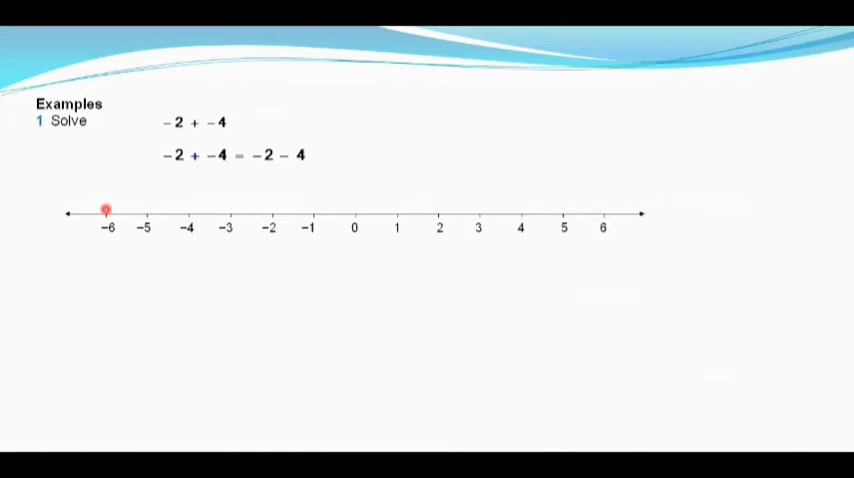 Examples
1 Solve −2 + −4
−2 + −4 = −2 − 4
−6 −5 −4 −3 −2 −1 0 1 2 3 4 5 6